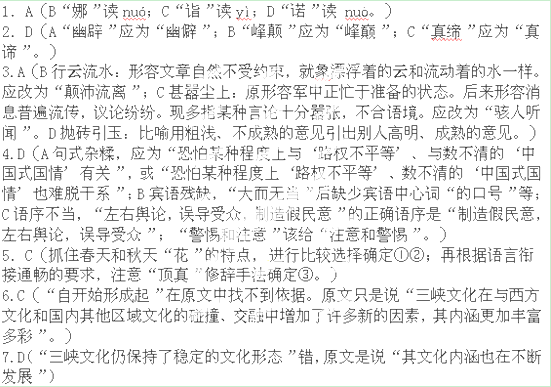 1. A（B“娜”读 nuó；C“诣”读 yì；D“诺”读 nuò。）
2. D（A“幽辟”应为“幽僻”；B“峰颠”应为“峰巅”；C“真缔”应为“真
谛”。）
3.A（B行云流水：形容文章自然不受约束，就象漂浮着的云和流动着的水一样。
应改为“颠沛流离”；C甚嚣尘上：原形容军中正忙于准备的状态。后来形容消
息普遍流传，议论纷纷。现多指某种言论十分嚣张，不合语境。应改为“骇人听
闻”。D抛砖引玉：比喻用粗浅、不成熟的意见引出别人高明、成熟的意见。）
4.D（A句式杂糅，应为“恐怕某种程度上与‘路权不平等’、与数不清的‘中
国式国情’有关”，或“恐怕某种程度上‘路权不平等’、数不清的‘中国式国
情’也难脱干系”；B宾语残缺，“大而无当”后缺少宾语中心词“的口号”等；
C语序不当，“左右舆论，误导受众，制造假民意”的正确语序是“制造假民意，
左右舆论，误导受众”；“警惕和注意”该给“注意和警惕”。）
5. C（抓住春天和秋天“花”的特点，进行比较选择确定①②；再根据语言衔
接通畅的要求，注意“顶真”修辞手法确定③。）
6.C（“自开始形成起”在原文中找不到依据。原文只是说“三峡文化在与西方
文化和国内其他区域文化的碰撞、交融中增加了许多新的因素，其内涵更加丰富
多彩”。）
7.D(“三峡文化仍保持了稳定的文化形态”错,原文是说“其文化内涵也在不断
发展”)